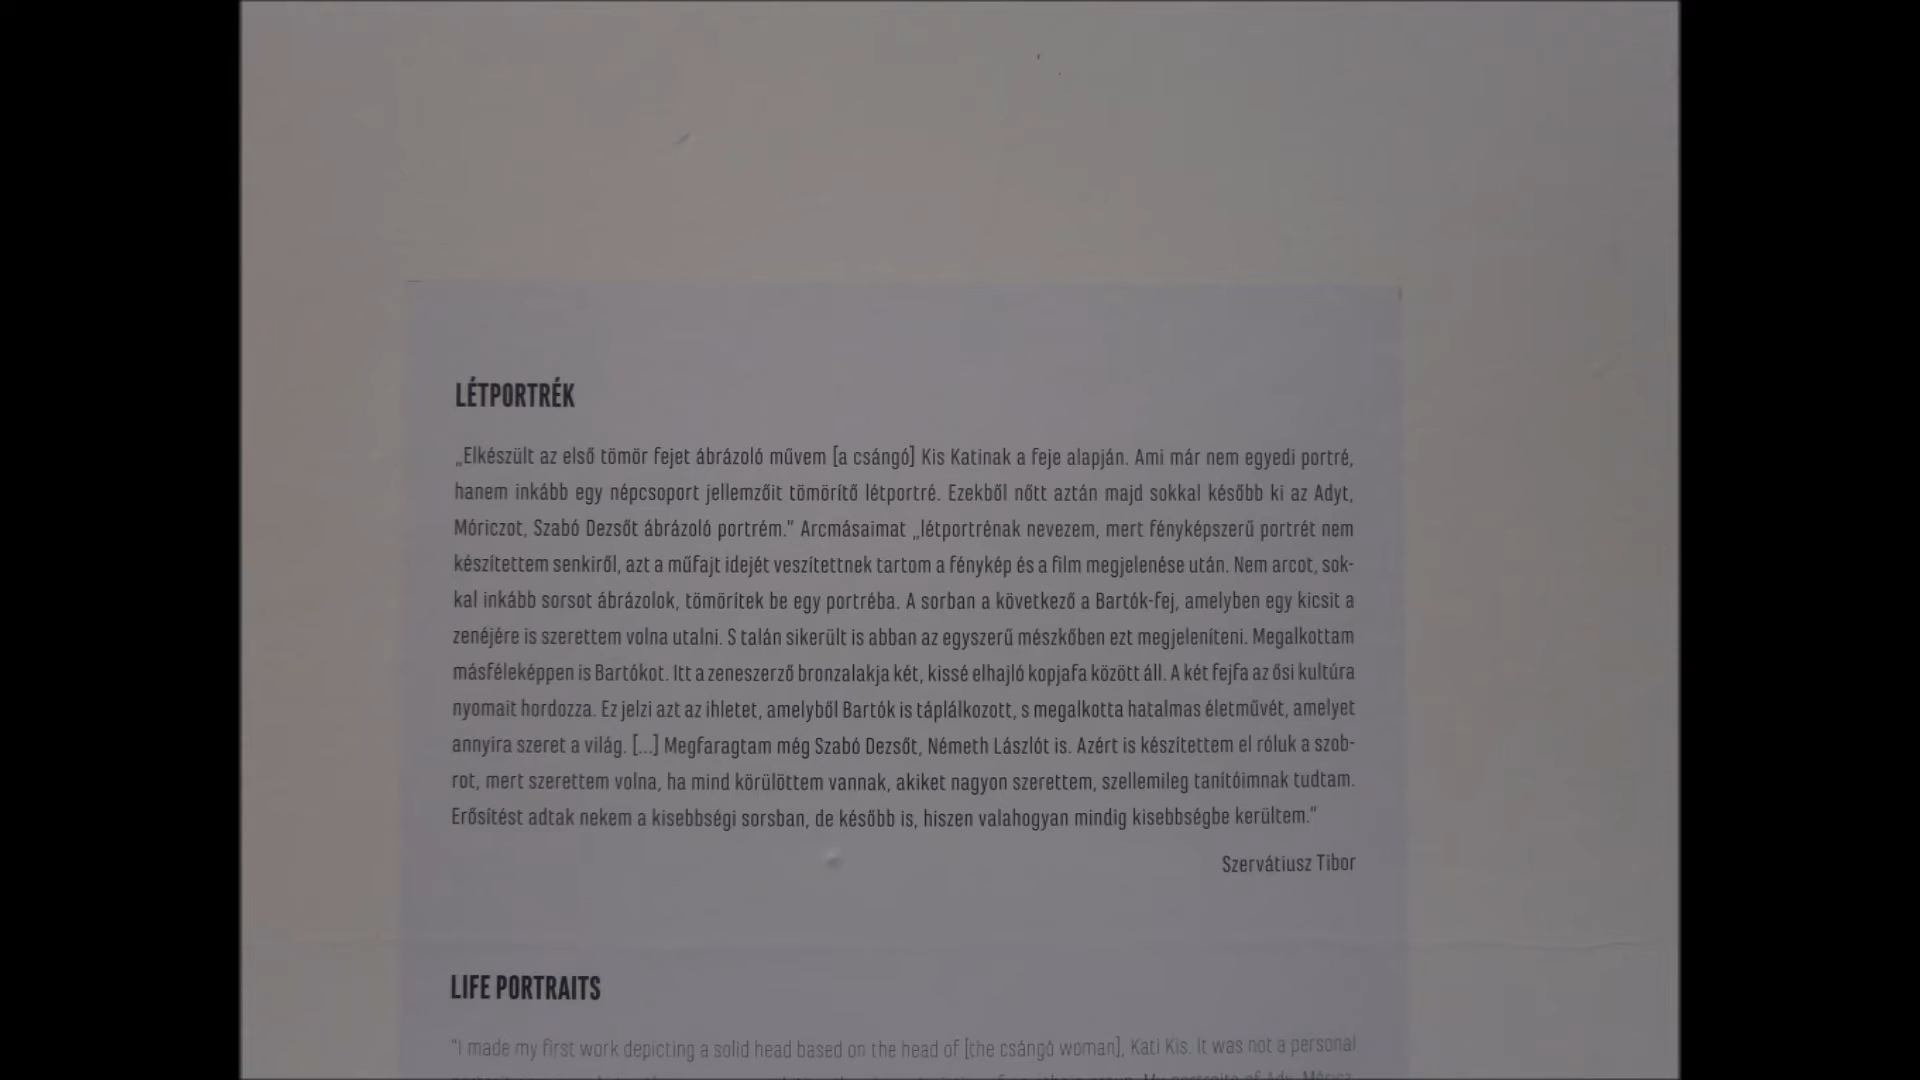 LÉTPORTRÉK
„Elkészült az első tömör fejet ábrázoló művem [a csángó] Kis Katinak a feje alapján. Ami már nem egyedi portré,
hanem inkább egy népcsoport jellemzőit tömörítő létportré. Ezekből nőtt aztán majd sokkal később ki az Adyt,
Móriczot, Szabó Dezsőt ábrázoló portrém." Arcmásaimat „létportrénak nevezem, mert fényképszerű portrét nem
készítettem senkiről, azt a műfajt idejét veszítettnek tartom a fénykép és a film megjelenése után. Nem arcot, sok-
kal inkább sorsot ábrázolok, tömörítek be egy portréba. A sorban a következő a Bartók-fej, amelyben egy kicsit a
zenéjére is szerettem volna utalni. S talán sikerült is abban az egyszerű mészkőben ezt megjeleníteni. Megalkottam
másféleképpen is Bartókot. Itt a zeneszerző bronzalakja két, kissé elhajló kopjafa között áll. A két fejfa az ősi kultúra
nyomait hordozza. Ez jelzi azt az ihletet, amelyből Bartók is táplálkozott, s megalkotta hatalmas életművét, amelyet
annyira szeret a világ. [...] Megfaragtam még Szabó Dezsőt, Németh Lászlót is. Azért is készítettem el róluk a szob-
rot, mert szerettem volna, ha mind körülöttem vannak, akiket nagyon szerettem, szellemileg tanítóimnak tudtam.
Erősítést adtak nekem a kisebbségi sorsban, de később is, hiszen valahogyan mindig kisebbségbe kerültem."
Szervátiusz Tibor
LIFE PORTRAITS
"I made my first work depicting a solid head based on the head of [the csángó woman], Kati Kis. It was not a personal